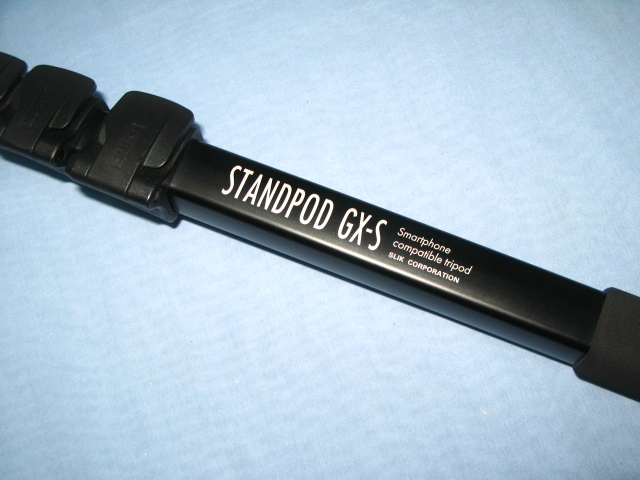 STANDPOD GX-S
Smartphone
compatible tripod
SLIK CORPORATION